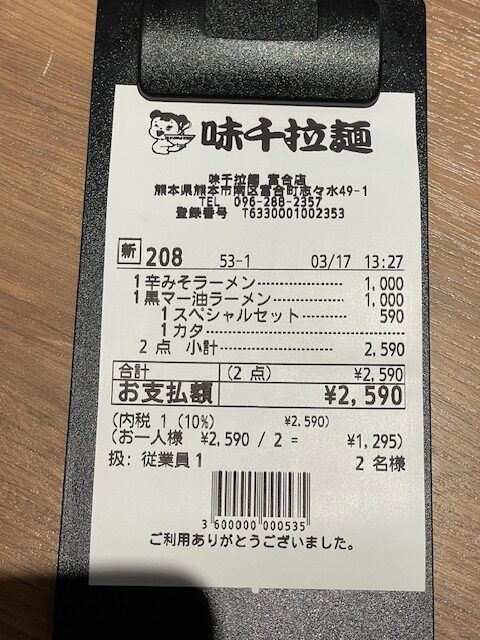 味千拉麺
味千拉麺 富合店
熊本県熊本市南区富合町志々水49-1
TEL 096-288-2357
登録番号 T6330001002353
新 208 53-1 03/17 13:27
1辛みそラーメン 1,000
1黒マー油ラーメン 1,000
1スペシャルセット 590
1カタ
2 点 小計 2,590
合計 (2 点) ¥2,590
お支払額 ¥2,590
(内税 1 (10%) ¥2,590)
(お一人様 ¥2,590 / 2 = ¥1,295)
扱: 従業員1 2 名様
3 600000 000535
ご利用ありがとうございました。